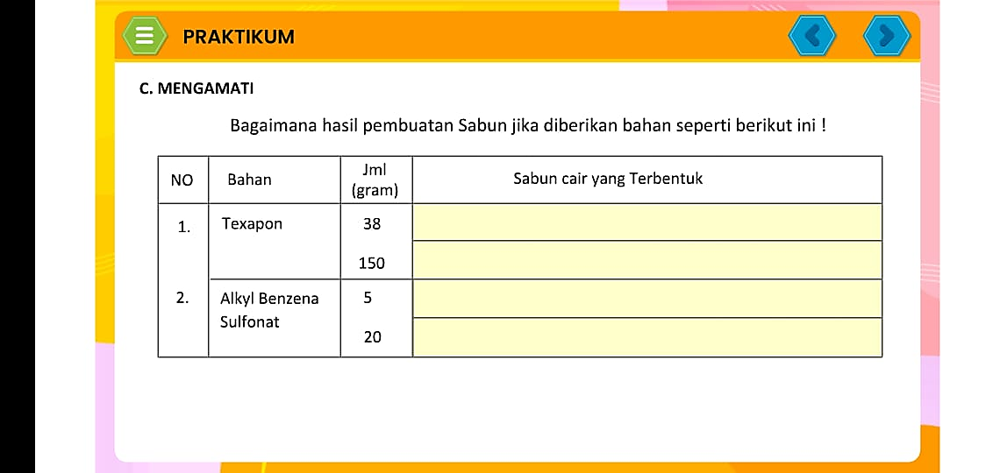 PRAKTIKUM
C. MENGAMATI
Bagaimana hasil pembuatan Sabun jika diberikan bahan seperti berikut ini !
NO Bahan Jml (gram) Sabun cair yang Terbentuk
1. Texapon 38
150
2. Alkyl Benzena Sulfonat 5
20